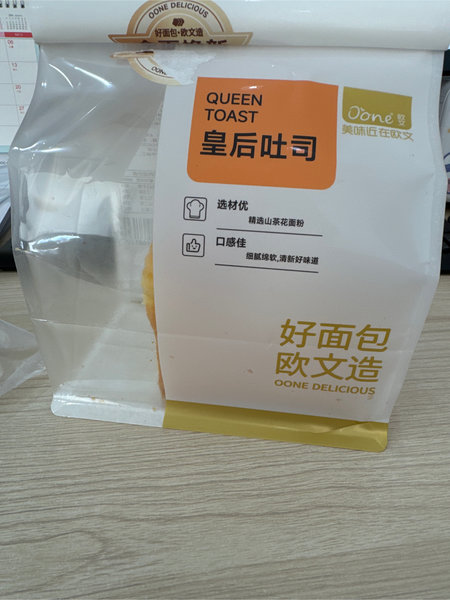 OONE DELICIOUS
好面包·欧文造
QUEEN
TOAST
皇后吐司
Oone
欧文
美味近在欧文
选材优
精选山茶花面粉
口感佳
细腻绵软,清新好味道
好面包
欧文造
OONE DELICIOUS